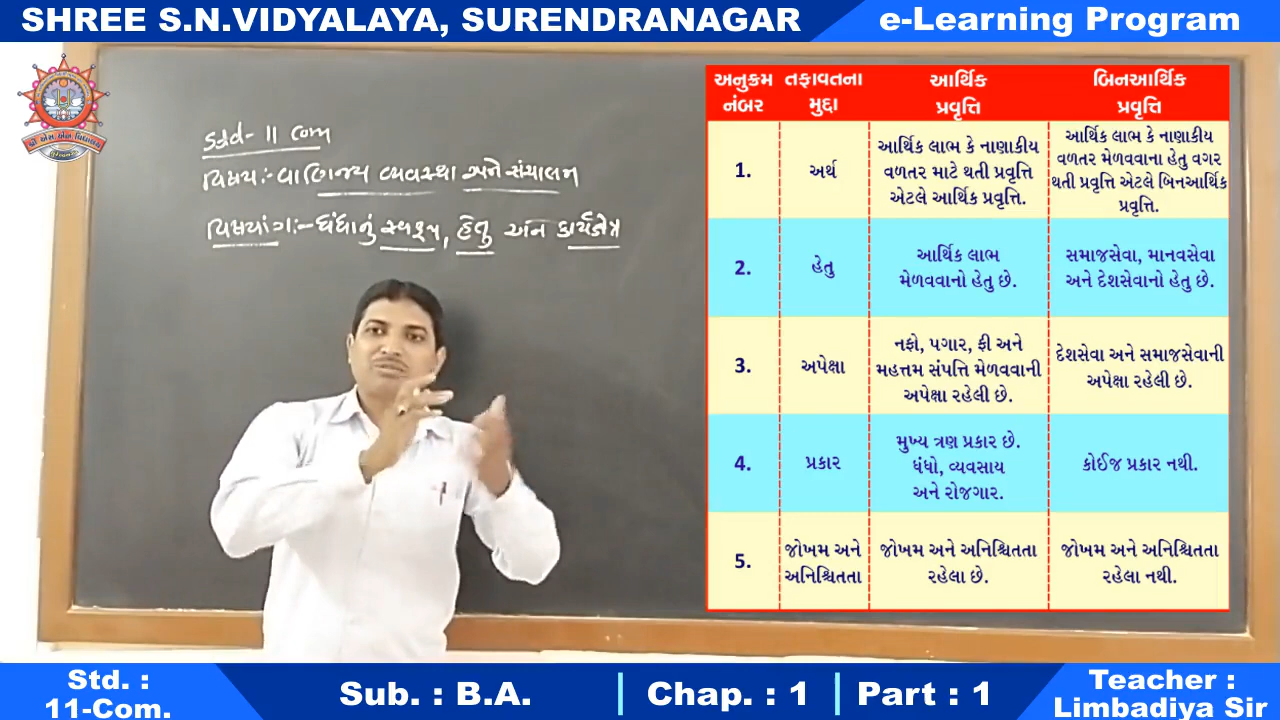 SHREE S.N.VIDYALAYA, SURENDRANAGAR
e-Learning Program
શ્રી એસ. એન. વિદ્યાલય
ધોરણ- 11 com
વિષય :- વાણિજ્ય વ્યવસ્થા અને સંચાલન
વિષયાંગ :- ધંધાનું સ્વરૂપ, હેતુ અને કાર્યક્ષેત્ર
અનુક્રમ નંબર
તફાવતના મુદ્દા
આર્થિક પ્રવૃત્તિ
બિનઆર્થિક પ્રવૃત્તિ
1.
અર્થ
આર્થિક લાભ કે નાણાકીય
વળતર માટે થતી પ્રવૃત્તિ
એટલે આર્થિક પ્રવૃત્તિ.
આર્થિક લાભ કે નાણાકીય
વળતર મેળવવાના હેતુ વગર
થતી પ્રવૃત્તિ એટલે બિનઆર્થિક
પ્રવૃત્તિ.
2.
હેતુ
આર્થિક લાભ
મેળવવાનો હેતુ છે.
સમાજસેવા, માનવસેવા
અને દેશસેવાનો હેતુ છે.
3.
અપેક્ષા
નફો, પગાર, ફી અને
મહત્તમ સંપત્તિ મેળવવાની
અપેક્ષા રહેલી છે.
દેશસેવા અને સમાજસેવાની
અપેક્ષા રહેલી છે.
4.
પ્રકાર
મુખ્ય ત્રણ પ્રકાર છે.
ધંધો, વ્યવસાય
અને રોજગાર.
કોઈજ પ્રકાર નથી.
5.
જોખમ અને
અનિશ્ચિતતા
જોખમ અને અનિશ્ચિતતા
રહેલા છે.
જોખમ અને અનિશ્ચિતતા
રહેલા નથી.
Std. :
11-Com.
Sub. : B.A.
Chap. : 1
Part : 1
Teacher :
Limbadiya Sir